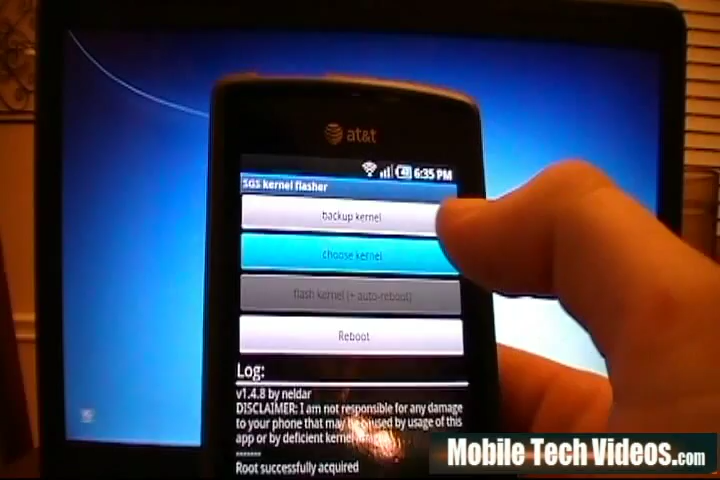 at&t
6:35 PM
SGS kernel flasher
backup kernel
choose kernel
flash kernel (+ auto-reboot)
Reboot
Log:
v1.4.8 by neldar
DISCLAIMER: I am not responsible for any damage
to your phone that may be caused by usage of this
app or by deficient kernel
-------
Root successfully acquired
Mobile Tech Videos.com